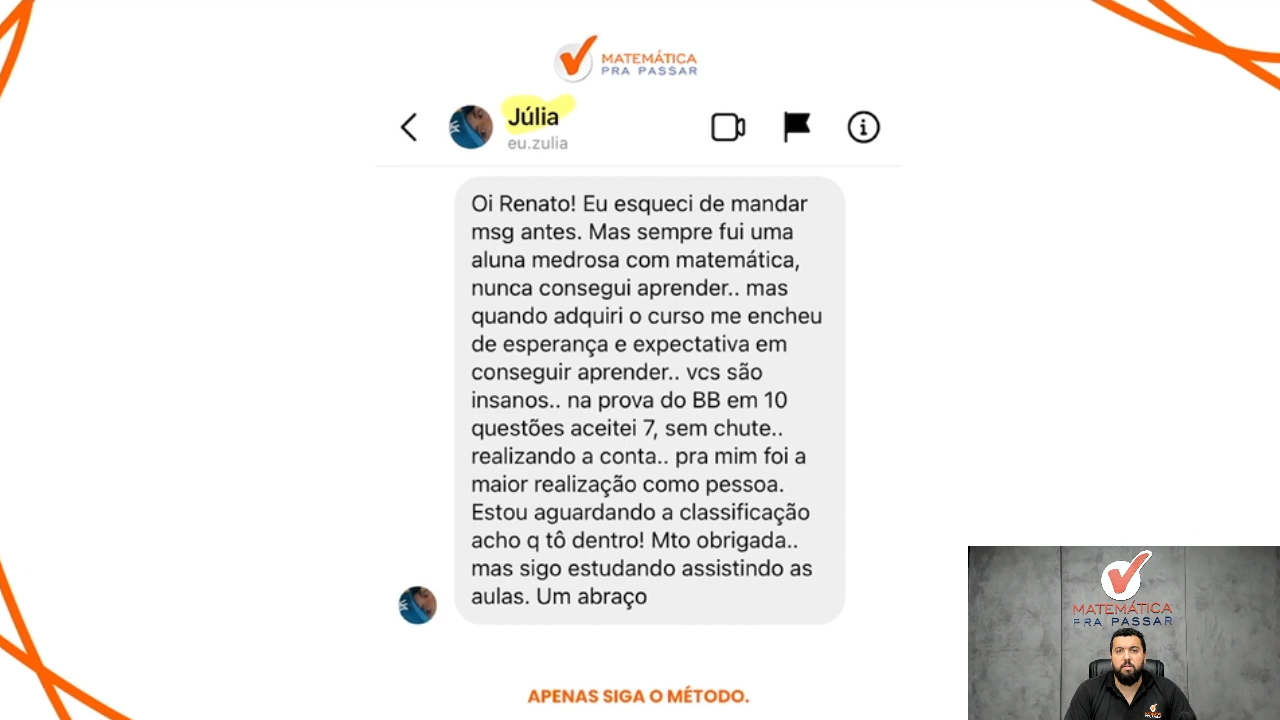 MATEMÁTICA
PRA PASSAR
Júlia
eu.zulia
Oi Renato! Eu esqueci de mandar
msg antes. Mas sempre fui uma
aluna medrosa com matemática,
nunca consegui aprender.. mas
quando adquiri o curso me encheu
de esperança e expectativa em
conseguir aprender.. vcs são
insanos.. na prova do BB em 10
questões aceitei 7, sem chute..
realizando a conta.. pra mim foi a
maior realização como pessoa.
Estou aguardando a classificação
acho q tô dentro! Mto obrigada..
mas sigo estudando assistindo as
aulas. Um abraço
MATEMÁTICA
PRA PASSAR
APENAS SIGA O MÉTODO.